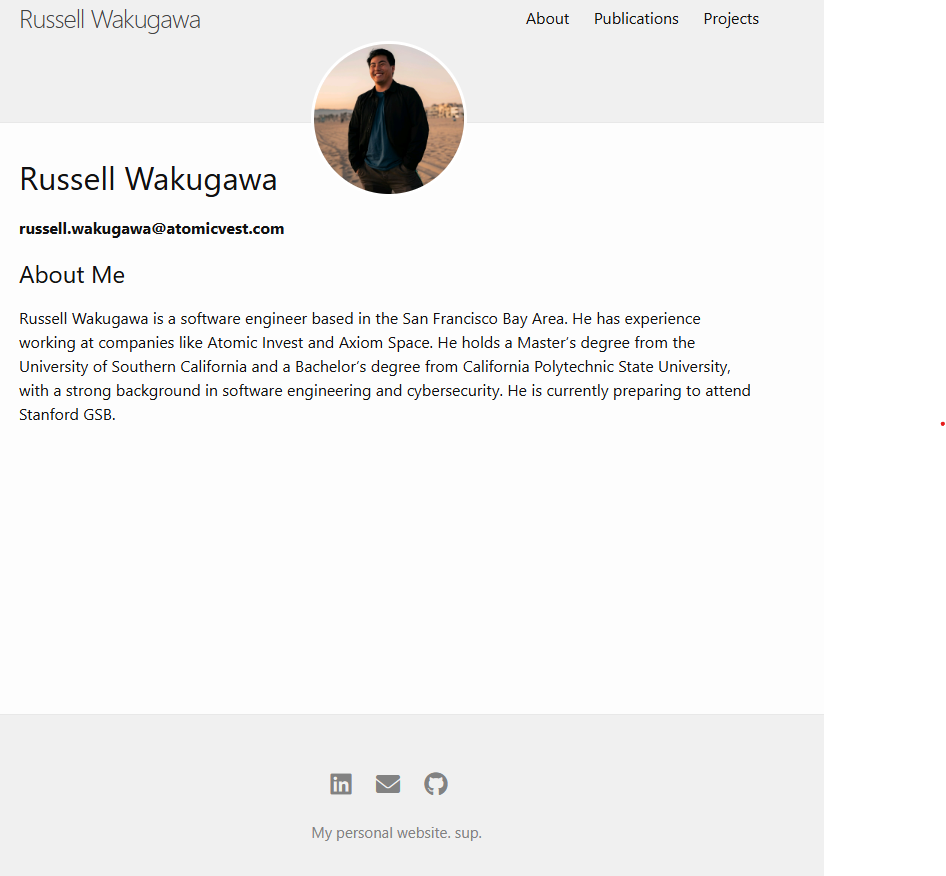 Russell Wakugawa
About Publications Projects
Russell Wakugawa
russell.wakugawa@atomicvest.com
About Me
Russell Wakugawa is a software engineer based in the San Francisco Bay Area. He has experience
working at companies like Atomic Invest and Axiom Space. He holds a Master’s degree from the
University of Southern California and a Bachelor’s degree from California Polytechnic State University,
with a strong background in software engineering and cybersecurity. He is currently preparing to attend
Stanford GSB.
in
My personal website. sup.